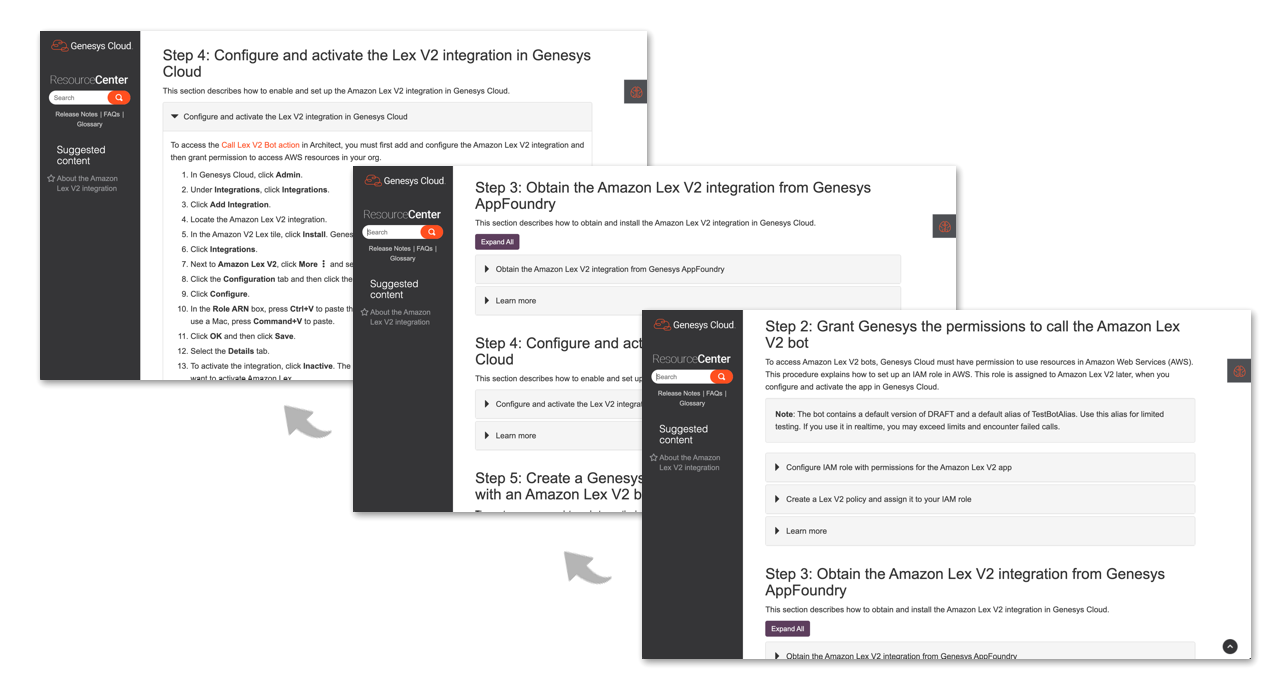 Genesys Cloud
ResourceCenter
Search
Release Notes | FAQs |
Glossary
Suggested
content
About the Amazon
Lex V2 integration
Step 4: Configure and activate the Lex V2 integration in Genesys
Cloud
This section describes how to enable and set up the Amazon Lex V2 integration in Genesys Cloud.
Configure and activate the Lex V2 integration in Genesys Cloud
To access the Call Lex V2 Bot action in Architect, you must first add and configure the Amazon Lex V2 integration and
then grant permission to access AWS resources in your org.
1. In Genesys Cloud, click Admin.
2. Under Integrations, click Integrations.
3. Click Add Integration.
4. Locate the Amazon Lex V2 integration.
5. In the Amazon V2 Lex tile, click Install. Genes
6. Click Integrations.
7. Next to Amazon Lex V2, click More ⋮ and se
8. Click the Configuration tab and then click the
9. Click Configure.
10. In the Role ARN box, press Ctrl+V to paste th
use a Mac, press Command+V to paste.
11. Click OK and then click Save.
12. Select the Details tab.
13. To activate the integration, click Inactive. The
want to activate Amazon Lex
Genesys Cloud
ResourceCenter
Search
Release Notes | FAQs |
Glossary
Suggested
content
About the Amazon
Lex V2 integration
Step 3: Obtain the Amazon Lex V2 integration from Genesys
AppFoundry
This section describes how to obtain and install the Amazon Lex V2 integration in Genesys Cloud.
Expand All
Obtain the Amazon Lex V2 integration from Genesys AppFoundry
Learn more
Step 4: Configure and act
Cloud
This section describes how to enable and set up
Configure and activate the Lex V2 integrat
Learn more
Step 5: Create a Genesys
with an Amazon Lex V2 b
Genesys Cloud
ResourceCenter
Search
Release Notes | FAQs |
Glossary
Suggested
content
About the Amazon
Lex V2 integration
Step 2: Grant Genesys the permissions to call the Amazon Lex
V2 bot
To access Amazon Lex V2 bots, Genesys Cloud must have permission to use resources in Amazon Web Services (AWS).
This procedure explains how to set up an IAM role in AWS. This role is assigned to Amazon Lex V2 later, when you
configure and activate the app in Genesys Cloud.
Note: The bot contains a default version of DRAFT and a default alias of TestBotAlias. Use this alias for limited
testing. If you use it in realtime, you may exceed limits and encounter failed calls.
Configure IAM role with permissions for the Amazon Lex V2 app
Create a Lex V2 policy and assign it to your IAM role
Learn more
Step 3: Obtain the Amazon Lex V2 integration from Genesys
AppFoundry
This section describes how to obtain and install the Amazon Lex V2 integration in Genesys Cloud.
Expand All
Obtain the Amazon Lex V2 integration from Genesys AppFoundry